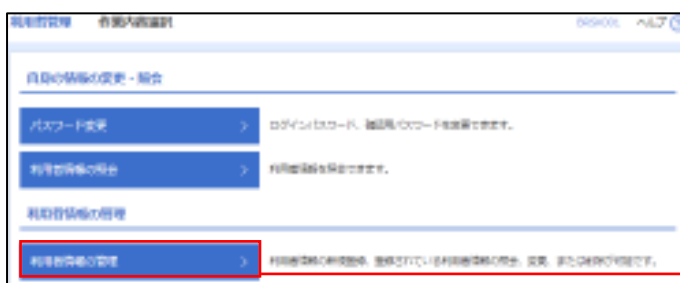 利用者管理 作業内容選択 BRSK001 ヘルプ
自身の情報の変更・照会
パスワード変更
ログインパスワード、確認用パスワードを変更できます。
利用者情報の照会
利用者情報を照会できます。
利用者情報の管理
利用者情報の管理
利用者情報の新規登録、登録されている利用者情報の照会、変更、または削除が可能です。